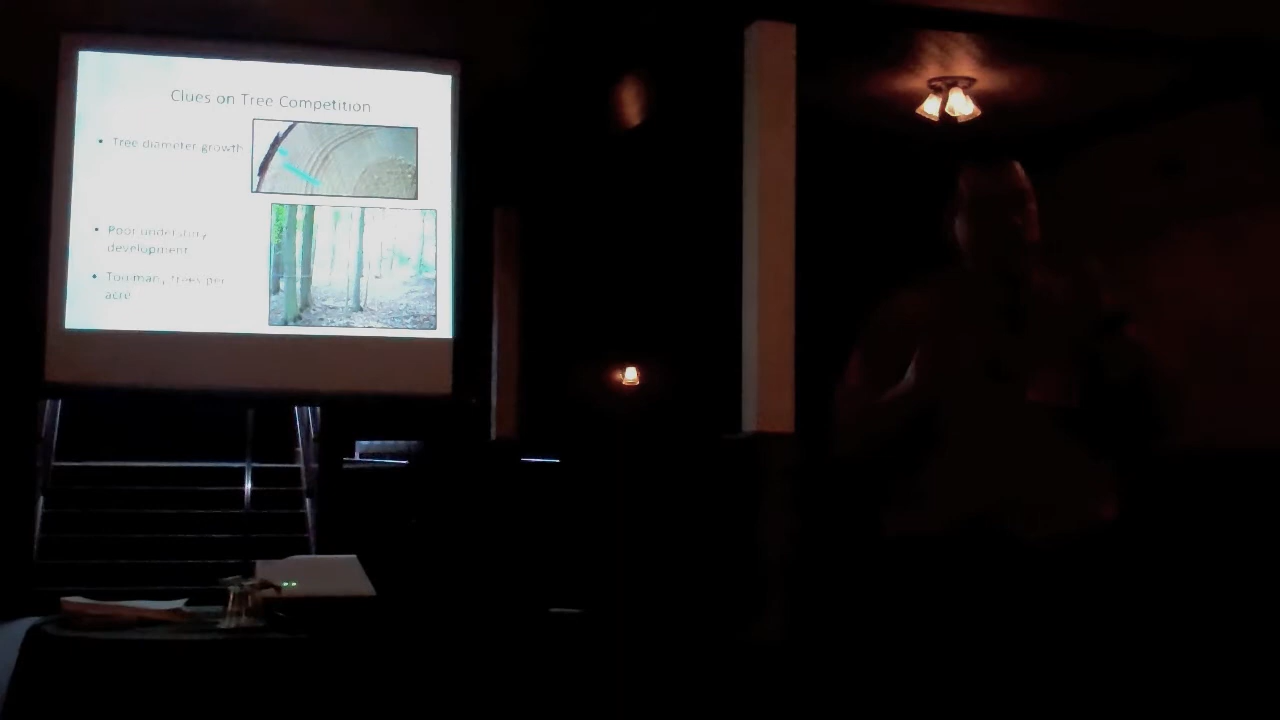 Clues on Tree Competition
• Tree diameter growth
• Poor understory
development
• Too many trees per
acre